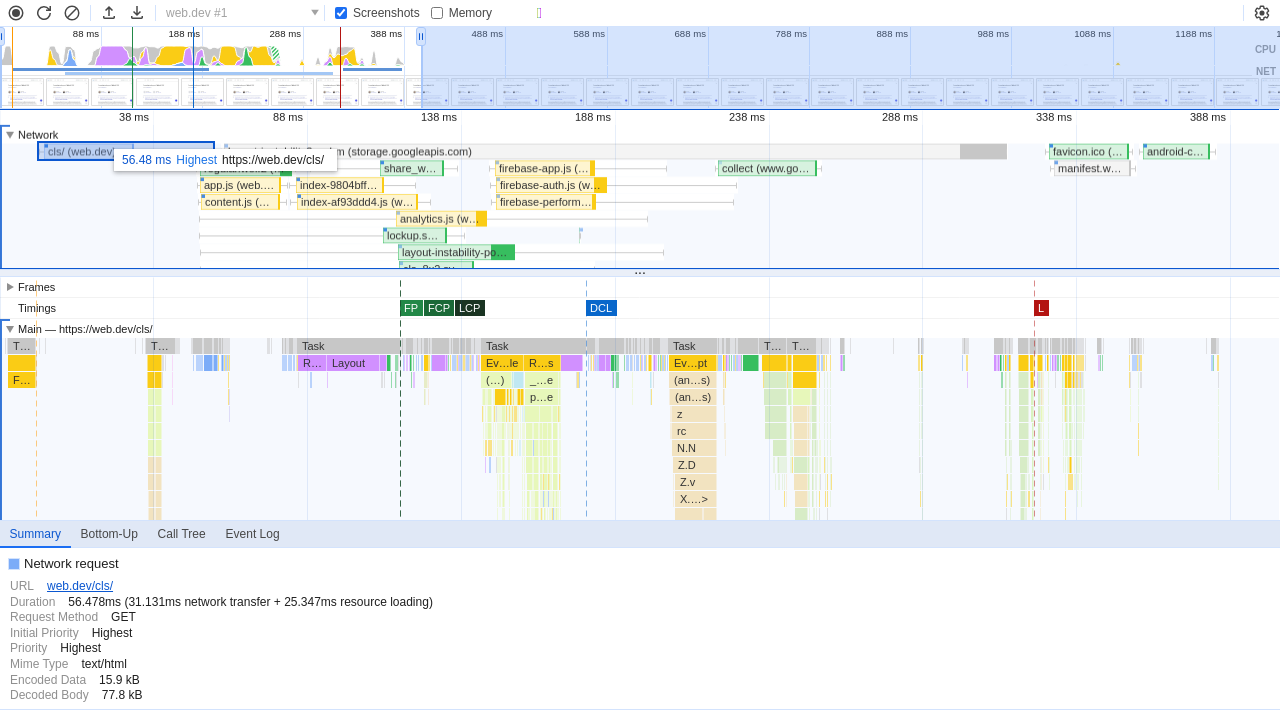 web.dev #1 Screenshots Memory
88 ms 188 ms 288 ms 388 ms 488 ms 588 ms 688 ms 788 ms 888 ms 988 ms 1088 ms 1188 ms
CPU
NET
38 ms 88 ms 138 ms 188 ms 238 ms 288 ms 338 ms 388 ms
Network
cls/ (web.dev) (storage.googleapis.com) favicon.ico (… android-c…
56.48 ms Highest https://web.dev/cls/
share_w… firebase-app.js (… collect (www.go… manifest.w…
app.js (web.… index-9804bff… firebase-auth.js (w…
content.js (… index-af93ddd4.js (w… firebase-perform…
analytics.js (w…
lockup.s…
layout-instability-po…
…
Frames
Timings FP FCP LCP DCL L
Main — https://web.dev/cls/
T… T… Task Task Task T… T…
R… Layout Ev…le R…s Ev…pt
F… (…) _…e (an…s)
p…e (an…s)
z
rc
N.N
Z.D
Z.v
X.…>
Summary Bottom-Up Call Tree Event Log
Network request
URL web.dev/cls/
Duration 56.478ms (31.131ms network transfer + 25.347ms resource loading)
Request Method GET
Initial Priority Highest
Priority Highest
Mime Type text/html
Encoded Data 15.9 kB
Decoded Body 77.8 kB